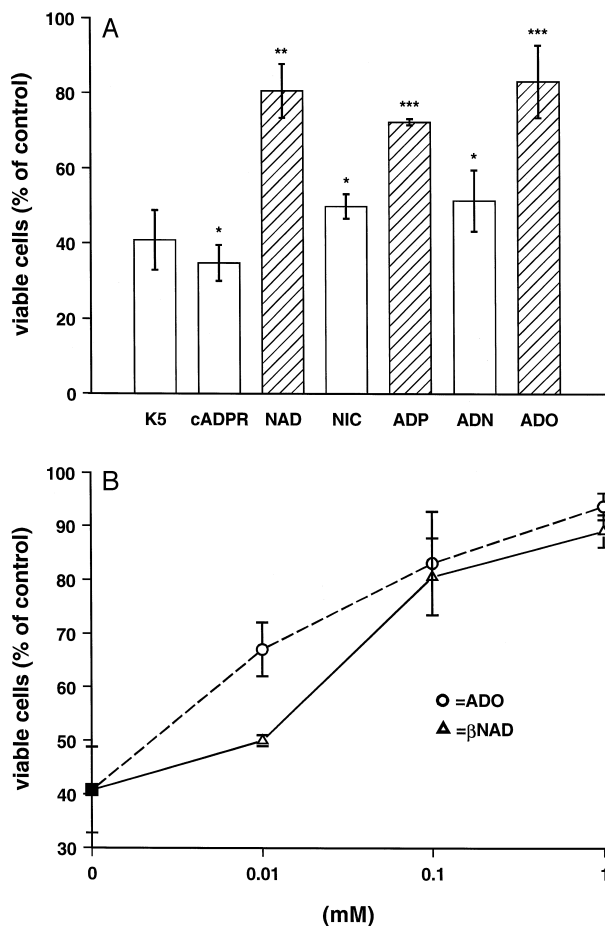 A
viable cells (% of control)
100
80
60
40
20
0
*
**
*
***
*
***
K5 cADPR NAD NIC ADP ADN ADO
B
viable cells (% of control)
100
90
80
70
60
50
40
30
=ADO
=βNAD
0 0.01 0.1 1
(mM)